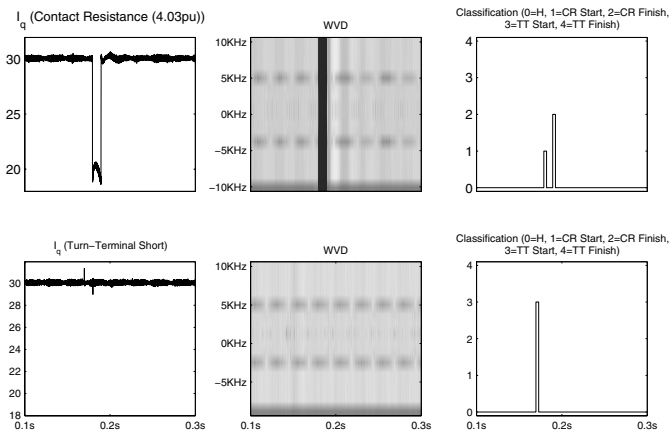 I_q (Contact Resistance (4.03pu))
WVD
Classification (0=H, 1=CR Start, 2=CR Finish,
3=TT Start, 4=TT Finish)
30
25
20
10KHz
5KHz
0KHz
−5KHz
−10KHz
4
3
2
1
0
I_q (Turn−Terminal Short)
WVD
Classification (0=H, 1=CR Start, 2=CR Finish,
3=TT Start, 4=TT Finish)
30
28
26
24
22
20
18
0.1s 0.2s 0.3s
10KHz
5KHz
0KHz
−5KHz
0.1s 0.2s 0.3s
4
3
2
1
0
0.1s 0.2s 0.3s